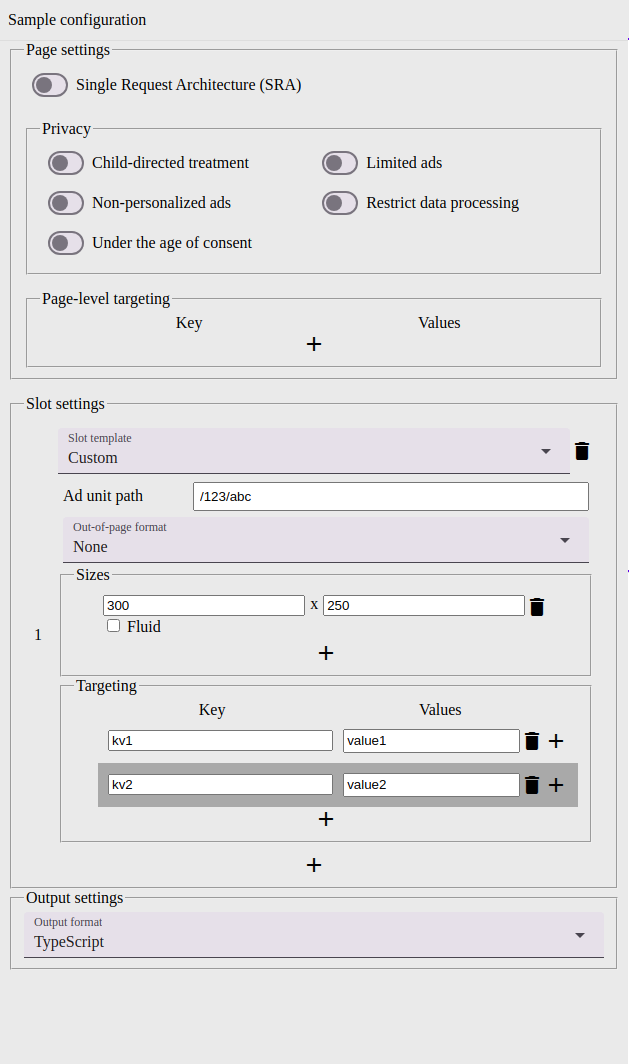 Sample configuration
Page settings
Single Request Architecture (SRA)
Privacy
Child-directed treatment Limited ads
Non-personalized ads Restrict data processing
Under the age of consent
Page-level targeting
Key Values
+
Slot settings
Slot template
Custom
Ad unit path /123/abc
Out-of-page format
None
Sizes
300 x 250
Fluid
+
1
Targeting
Key Values
kv1 value1 +
kv2 value2 +
+
+
Output settings
Output format
TypeScript